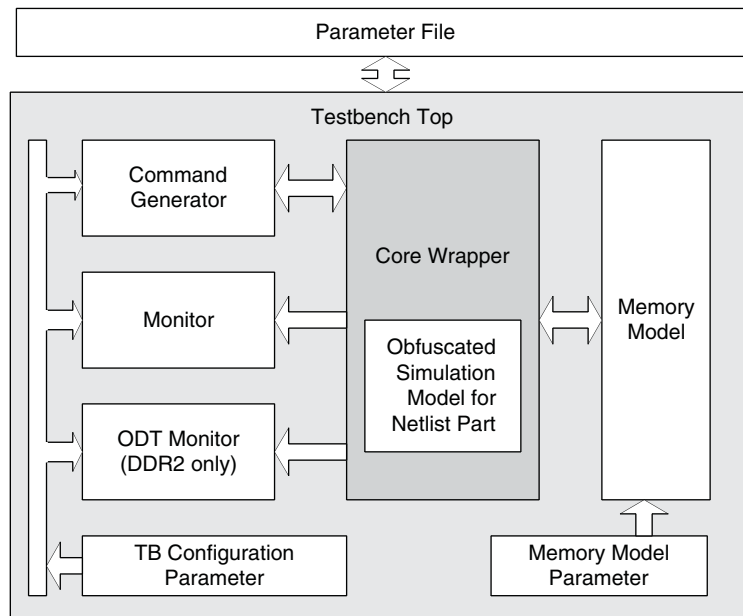 Parameter File
Testbench Top
Command
Generator
Core Wrapper
Monitor
Memory
Model
Obfuscated
Simulation
Model for
Netlist Part
ODT Monitor
(DDR2 only)
TB Configuration
Parameter
Memory Model
Parameter